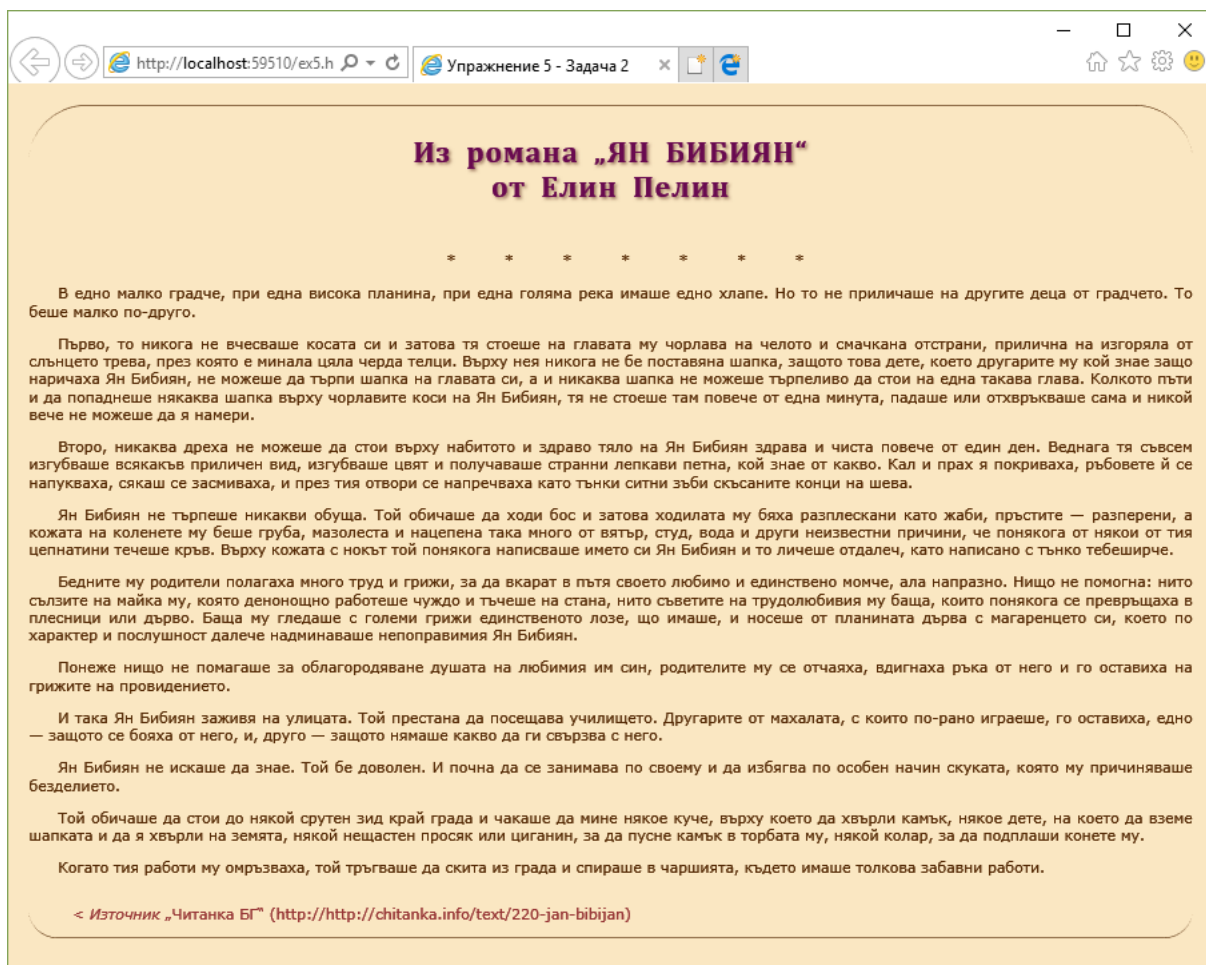 http://localhost:59510/ex5.h
Упражнение 5 - Задача 2
Из романа „ЯН БИБИЯН“
от Елин Пелин
* * * * * * *
В едно малко градче, при една висока планина, при една голяма река имаше едно хлапе. Но то не приличаше на другите деца от градчето. То
беше малко по-друго.
Първо, то никога не вчесваше косата си и затова тя стоеше на главата му чорлава на челото и смачкана отстрани, прилична на изгоряла от
слънцето трева, през която е минала цяла черда телци. Върху нея никога не бе поставяна шапка, защото това дете, което другарите му кой знае защо
наричаха Ян Бибиян, не можеше да търпи шапка на главата си, а и никаква шапка не можеше търпеливо да стои на една такава глава. Колкото пъти
и да попаднеше някаква шапка върху чорлавите коси на Ян Бибиян, тя не стоеше там повече от една минута, падаше или отхвръкваше сама и никой
вече не можеше да я намери.
Второ, никаква дреха не можеше да стои върху набитото и здраво тяло на Ян Бибиян здрава и чиста повече от един ден. Веднага тя съвсем
изгубваше всякакъв приличен вид, изгубваше цвят и получаваше странни лепкави петна, кой знае от какво. Кал и прах я покриваха, ръбовете й се
напукваха, сякаш се засмиваха, и през тия отвори се напречваха като тънки ситни зъби скъсаните конци на шева.
Ян Бибиян не търпеше никакви обуща. Той обичаше да ходи бос и затова ходилата му бяха разплескани като жаби, пръстите — разперени, а
кожата на коленете му беше груба, мазолеста и нацепена така много от вятър, студ, вода и други неизвестни причини, че понякога от някои от тия
цепнатини течеше кръв. Върху кожата с нокът той понякога написваше името си Ян Бибиян и то личеше отдалеч, като написано с тънко тебеширче.
Бедните му родители полагаха много труд и грижи, за да вкарат в пътя своето любимо и единствено момче, ала напразно. Нищо не помогна: нито
сълзите на майка му, която денонощно работеше чуждо и тъчеше на стана, нито съветите на трудолюбивия му баща, които понякога се превръщаха в
плесници или дърво. Баща му гледаше с големи грижи единственото лозе, що имаше, и носеше от планината дърва с магаренцето си, което по
характер и послушност далече надминаваше непоправимия Ян Бибиян.
Понеже нищо не помагаше за облагородяване душата на любимия им син, родителите му се отчаяха, вдигнаха ръка от него и го оставиха на
грижите на провидението.
И така Ян Бибиян заживя на улицата. Той престана да посещава училището. Другарите от махалата, с които по-рано играеше, го оставиха, едно
— защото се бояха от него, и, друго — защото нямаше какво да ги свързва с него.
Ян Бибиян не искаше да знае. Той бе доволен. И почна да се занимава по своему и да избягва по особен начин скуката, която му причиняваше
безделието.
Той обичаше да стои до някой срутен зид край града и чакаше да мине някое куче, върху което да хвърли камък, някое дете, на което да вземе
шапката и да я хвърли на земята, някой нещастен просяк или циганин, за да пусне камък в торбата му, някой колар, за да подплаши конете му.
Когато тия работи му омръзваха, той тръгваше да скита из града и спираше в чаршията, където имаше толкова забавни работи.
< Източник „Читанка БГ“ (http://http://chitanka.info/text/220-jan-bibijan)